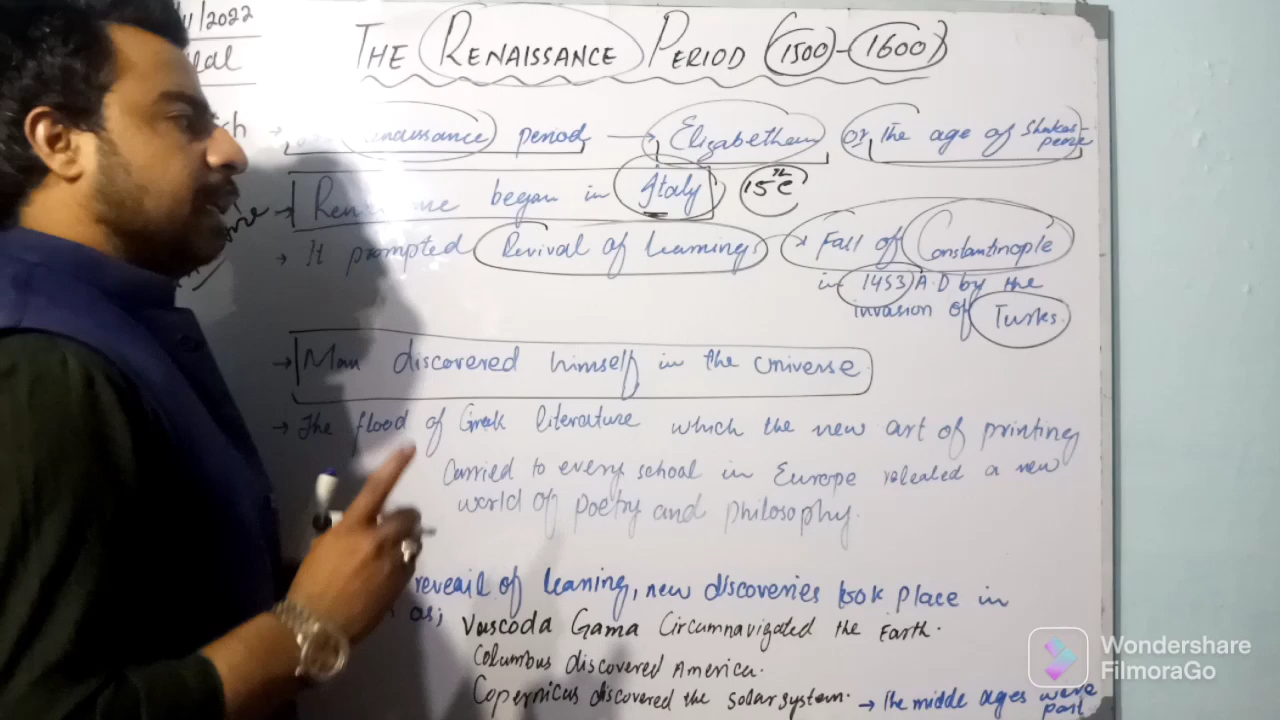 /2022
THE RENAISSANCE PERIOD (1500)-(1600)
→ Renaissance period → Elizabethan or the age of Shakes-
peare
→ Renaissance began in Italy 15th C
→ It prompted Revival of learnings → Fall of Constantinople
in 1453 A.D by the
invasion of Turks.
→ Man discovered himself in the Universe
→ The flood of Greek literature which the new art of printing
Carried to every school in Europe revealed a new
world of poetry and philosophy.
of leaning, new discoveries took place in
as;
Vascoda Gama Circumnavigated the Earth.
Columbus discovered America.
Copernicus discovered the solar system. → The middle ages were
past
Wondershare
FilmoraGo